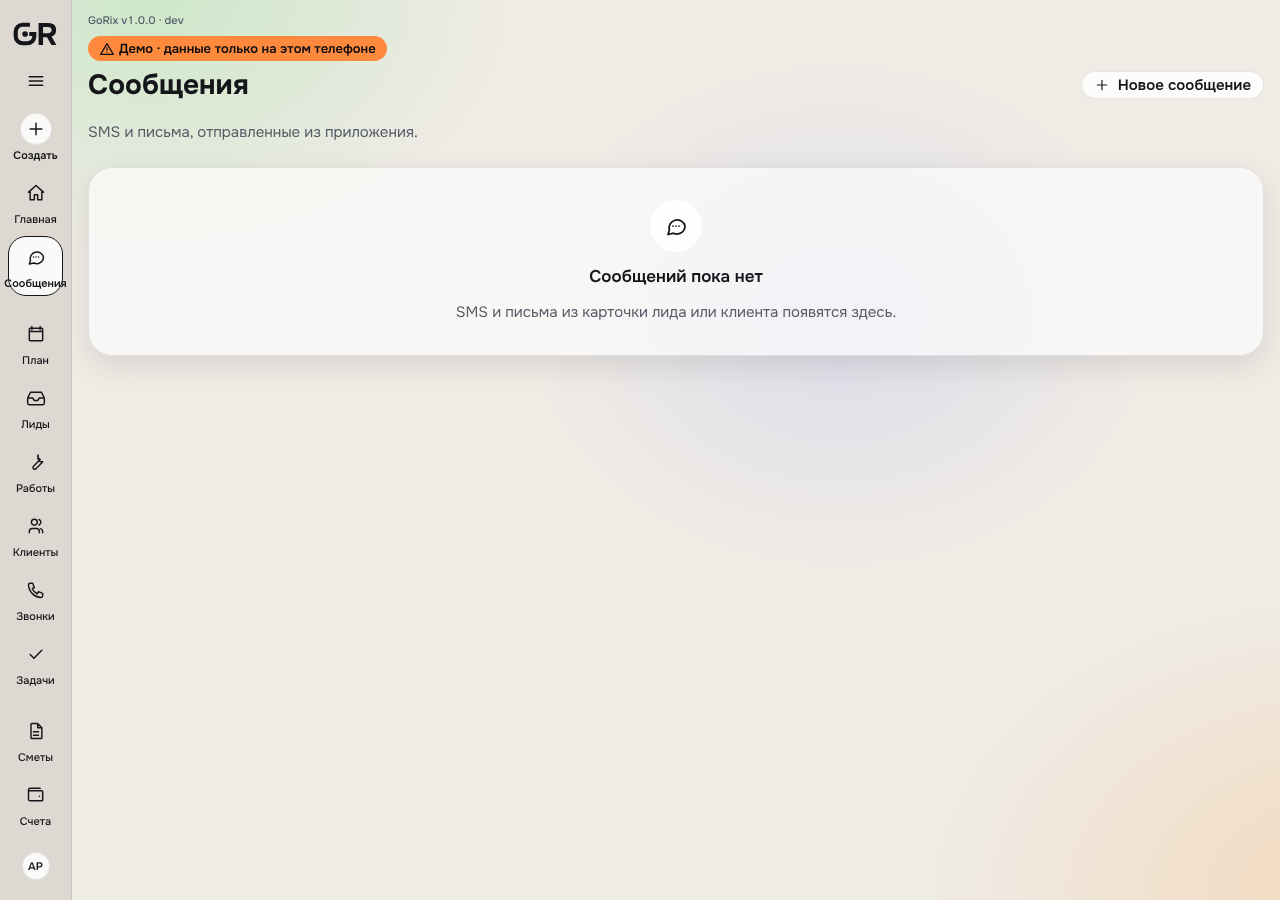 GR
GoRix v1.0.0 · dev
Демо · данные только на этом телефоне
Сообщения
Новое сообщение
SMS и письма, отправленные из приложения.
Сообщений пока нет
SMS и письма из карточки лида или клиента появятся здесь.
Создать
Главная
Сообщения
План
Лиды
Работы
Клиенты
Звонки
Задачи
Сметы
Счета
AP